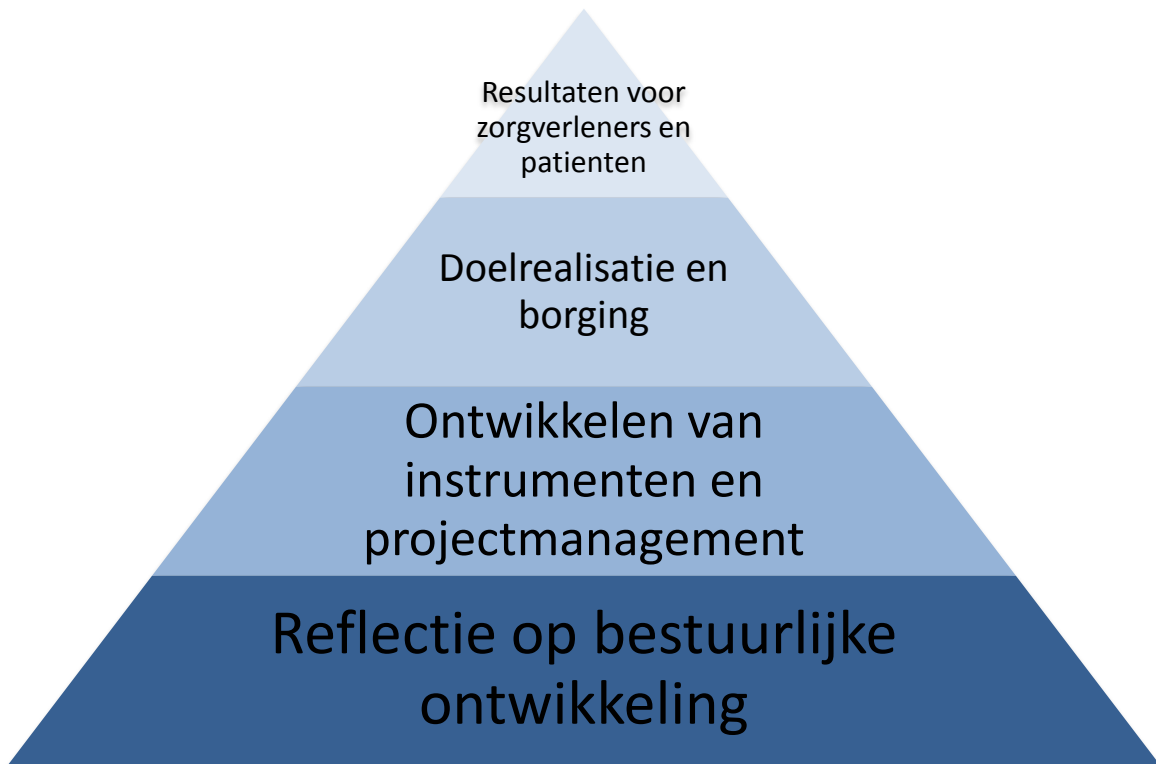 Resultaten voor
zorgverleners en
patienten
Doelrealisatie en
borging
Ontwikkelen van
instrumenten en
projectmanagement
Reflectie op bestuurlijke
ontwikkeling